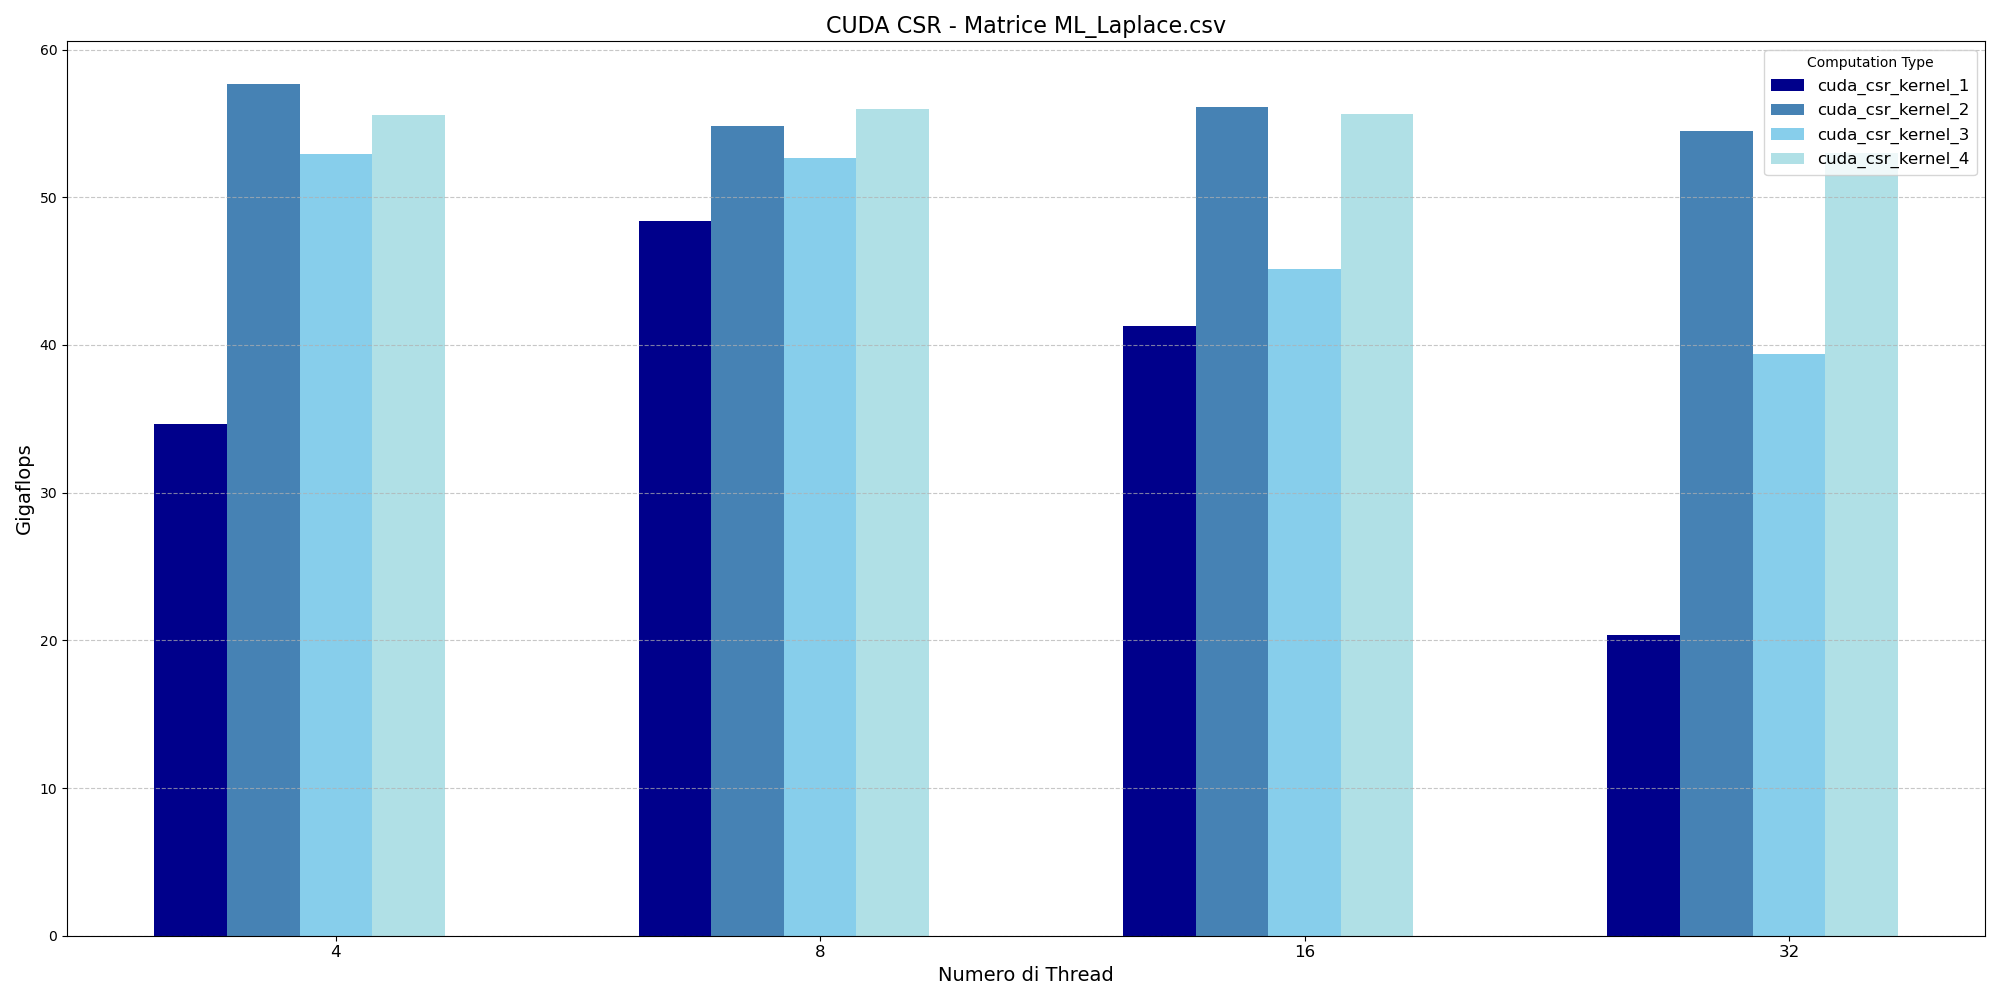 CUDA CSR - Matrice ML_Laplace.csv
Computation Type
cuda_csr_kernel_1
cuda_csr_kernel_2
cuda_csr_kernel_3
cuda_csr_kernel_4
Gigaflops
60
50
40
30
20
10
0
4 8 16 32
Numero di Thread